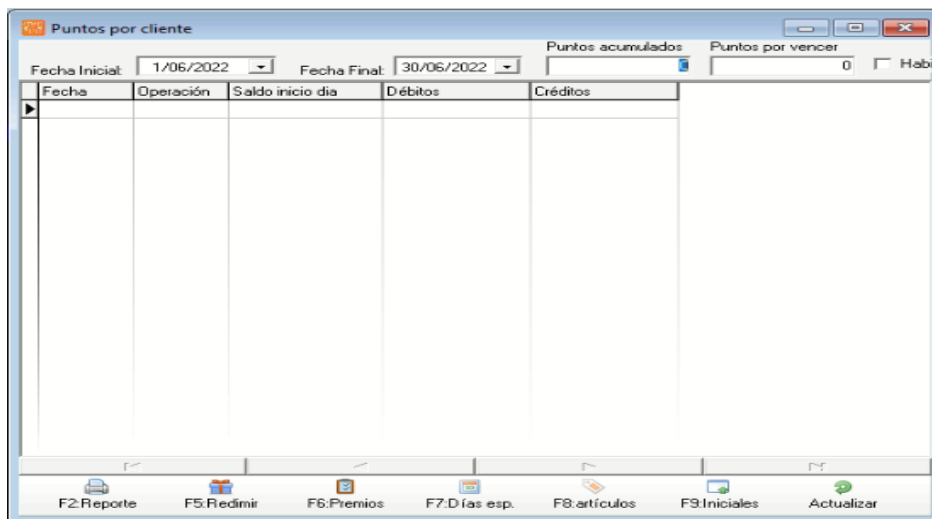 Puntos por cliente
Puntos acumulados Puntos por vencer
Fecha Inicial: 1/06/2022 Fecha Final: 30/06/2022 0 Habi
Fecha Operación Saldo inicio dia Débitos Créditos
F2:Reporte F5:Redimir F6:Premios F7:Días esp. F8:artículos F9:Iniciales Actualizar